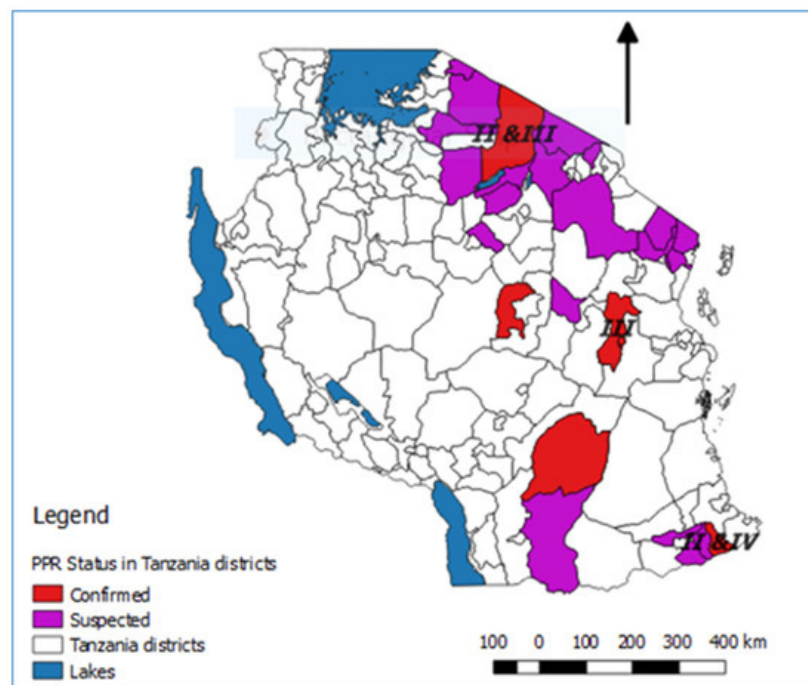 II &III
III
II &IV
Legend
PPR Status in Tanzania districts
Confirmed
Suspected
Tanzania districts
Lakes
100 0 100 200 300 400 km